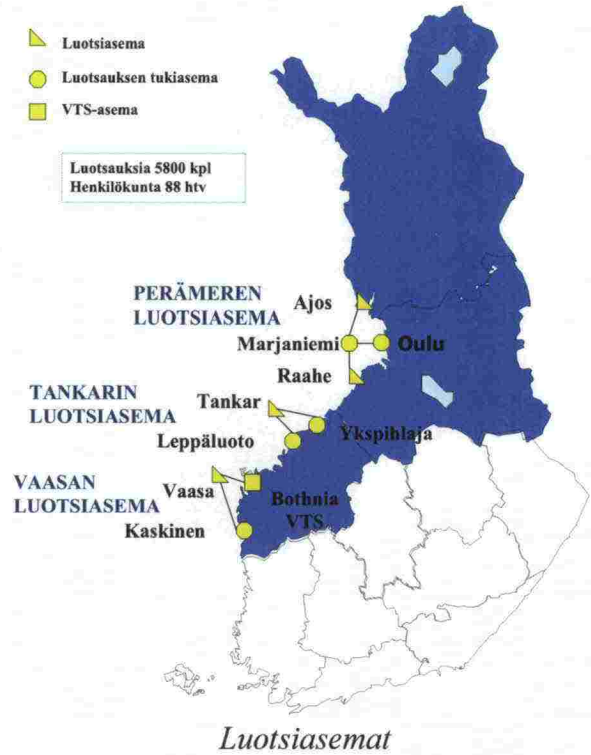 Luotsiasema
Luotsauksen tukiasema
VTS-asema
Luotsauksia 5800 kpl
Henkilökunta 88 htv
PERÄMEREN
LUOTSIASEMA
Ajos
Marjaniemi
Oulu
Raahe
TANKARIN
LUOTSIASEMA
Tankar
Leppäluoto
Ykspihlaja
VAASAN
LUOTSIASEMA
Vaasa
Bothnia
VTS
Kaskinen
Luotsiasemat